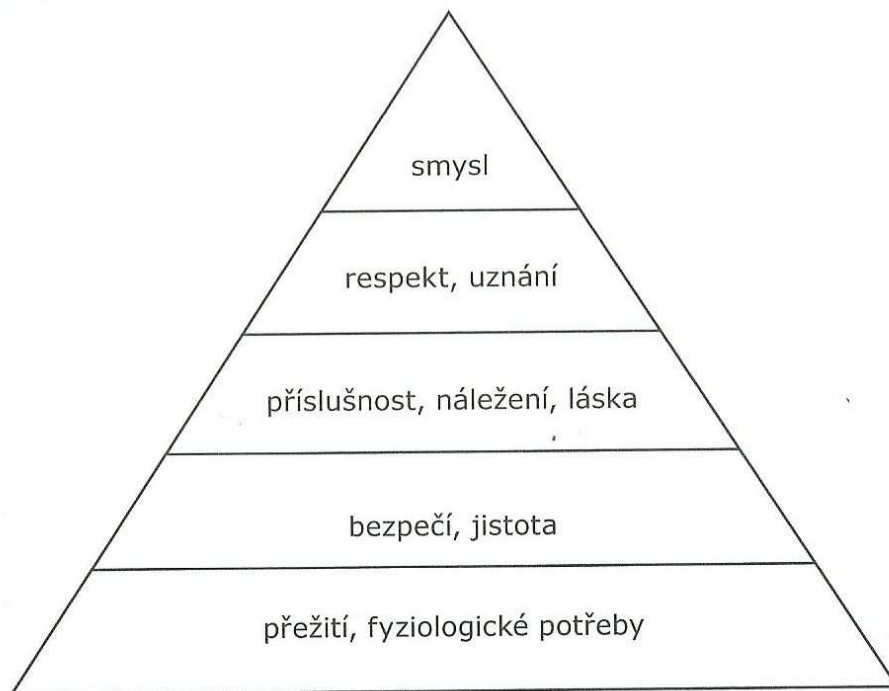 smysl
respekt, uznání
příslušnost, náležení, láska
bezpečí, jistota
přežití, fyziologické potřeby